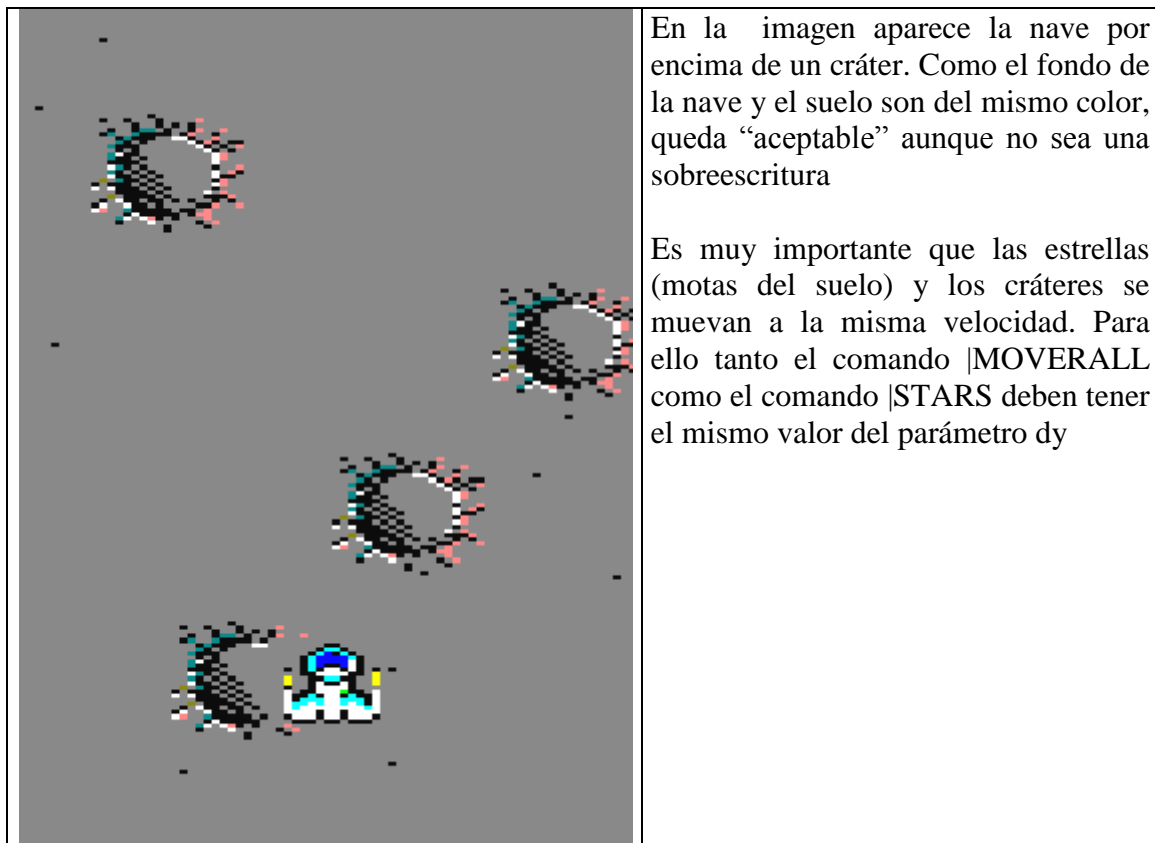 En la imagen aparece la nave por
encima de un cráter. Como el fondo de
la nave y el suelo son del mismo color,
queda “aceptable” aunque no sea una
sobreescritura
Es muy importante que las estrellas
(motas del suelo) y los cráteres se
muevan a la misma velocidad. Para
ello tanto el comando |MOVERALL
como el comando |STARS deben tener
el mismo valor del parámetro dy